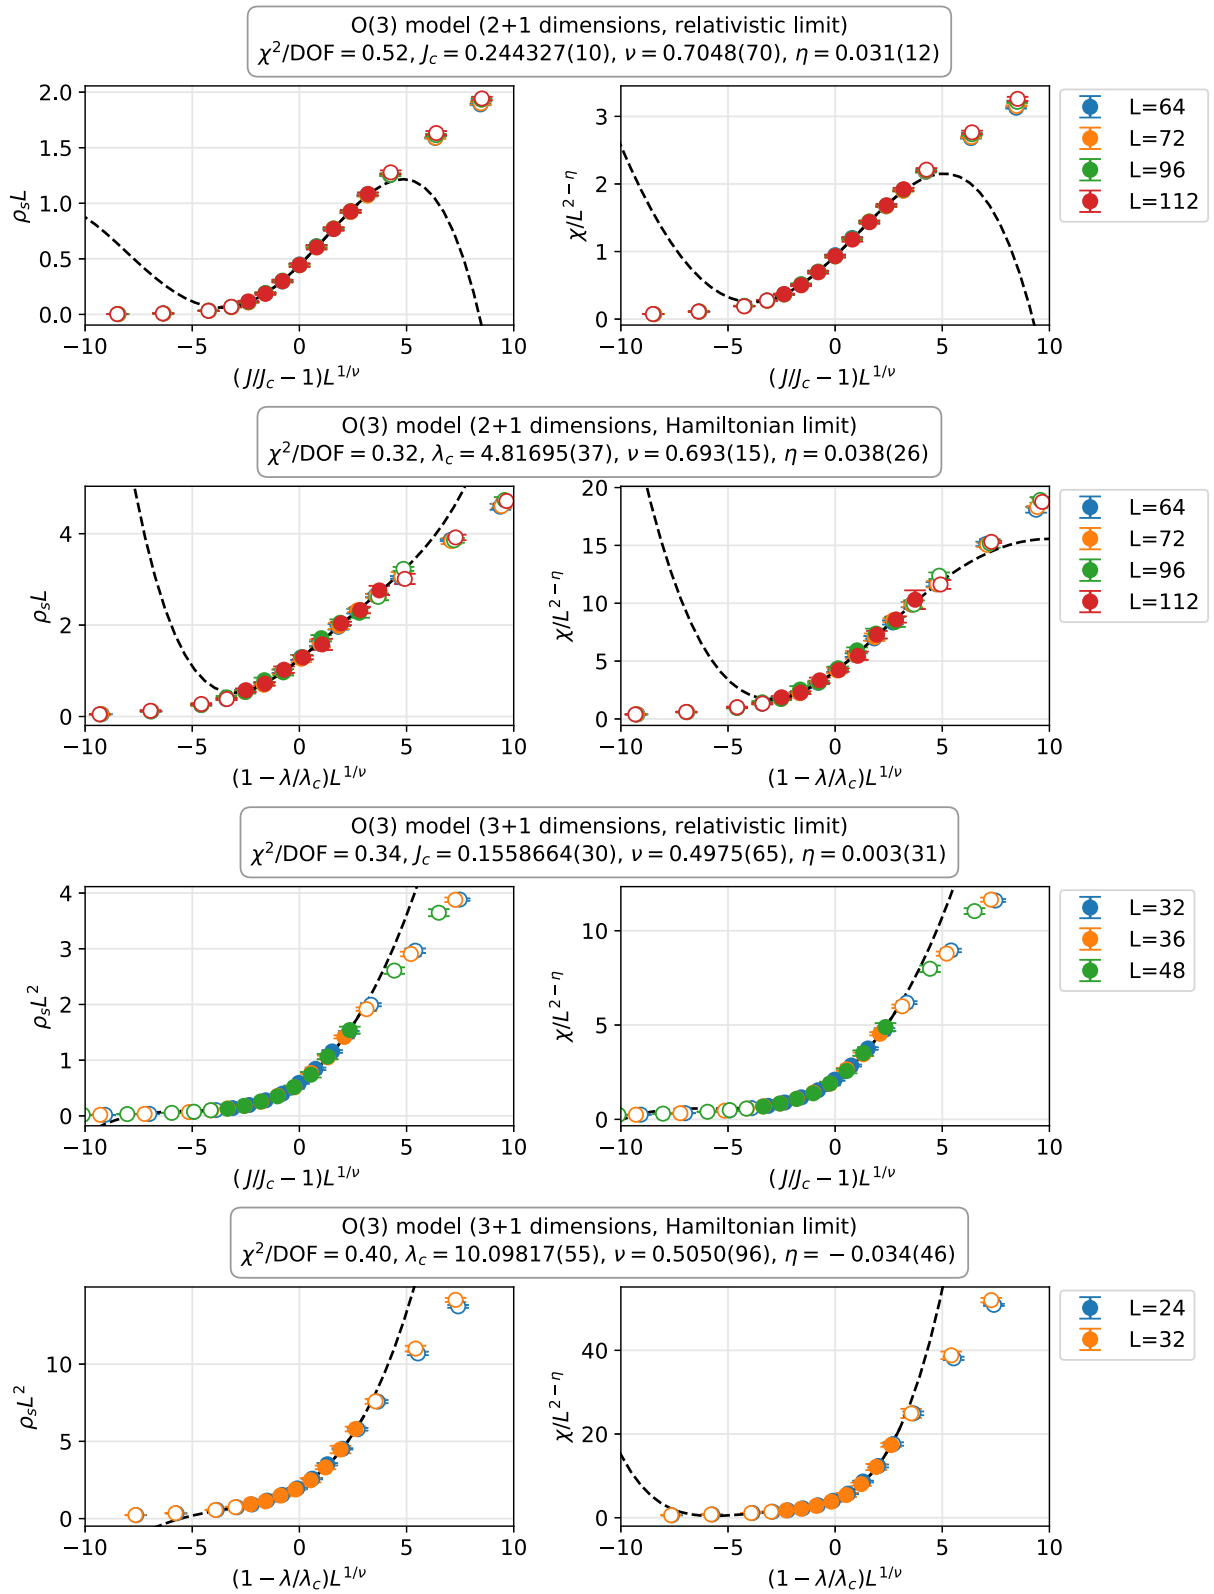 O(3) model (2+1 dimensions, relativistic limit)
χ²/DOF = 0.52, J_c = 0.244327(10), ν = 0.7048(70), η = 0.031(12)
ρ_sL
2.0
1.5
1.0
0.5
0.0
−10 −5 0 5 10
(J/J_c − 1)L^{1/ν}
χ/L^{2−η}
3
2
1
0
−10 −5 0 5 10
(J/J_c − 1)L^{1/ν}
L=64
L=72
L=96
L=112
O(3) model (2+1 dimensions, Hamiltonian limit)
χ²/DOF = 0.32, λ_c = 4.81695(37), ν = 0.693(15), η = 0.038(26)
ρ_sL
4
2
0
−10 −5 0 5 10
(1 − λ/λ_c)L^{1/ν}
χ/L^{2−η}
20
15
10
5
0
−10 −5 0 5 10
(1 − λ/λ_c)L^{1/ν}
L=64
L=72
L=96
L=112
O(3) model (3+1 dimensions, relativistic limit)
χ²/DOF = 0.34, J_c = 0.1558664(30), ν = 0.4975(65), η = 0.003(31)
ρ_sL²
4
3
2
1
0
−10 −5 0 5 10
(J/J_c − 1)L^{1/ν}
χ/L^{2−η}
10
5
0
−10 −5 0 5 10
(J/J_c − 1)L^{1/ν}
L=32
L=36
L=48
O(3) model (3+1 dimensions, Hamiltonian limit)
χ²/DOF = 0.40, λ_c = 10.09817(55), ν = 0.5050(96), η = −0.034(46)
ρ_sL²
10
5
0
−10 −5 0 5 10
(1 − λ/λ_c)L^{1/ν}
χ/L^{2−η}
40
20
0
−10 −5 0 5 10
(1 − λ/λ_c)L^{1/ν}
L=24
L=32